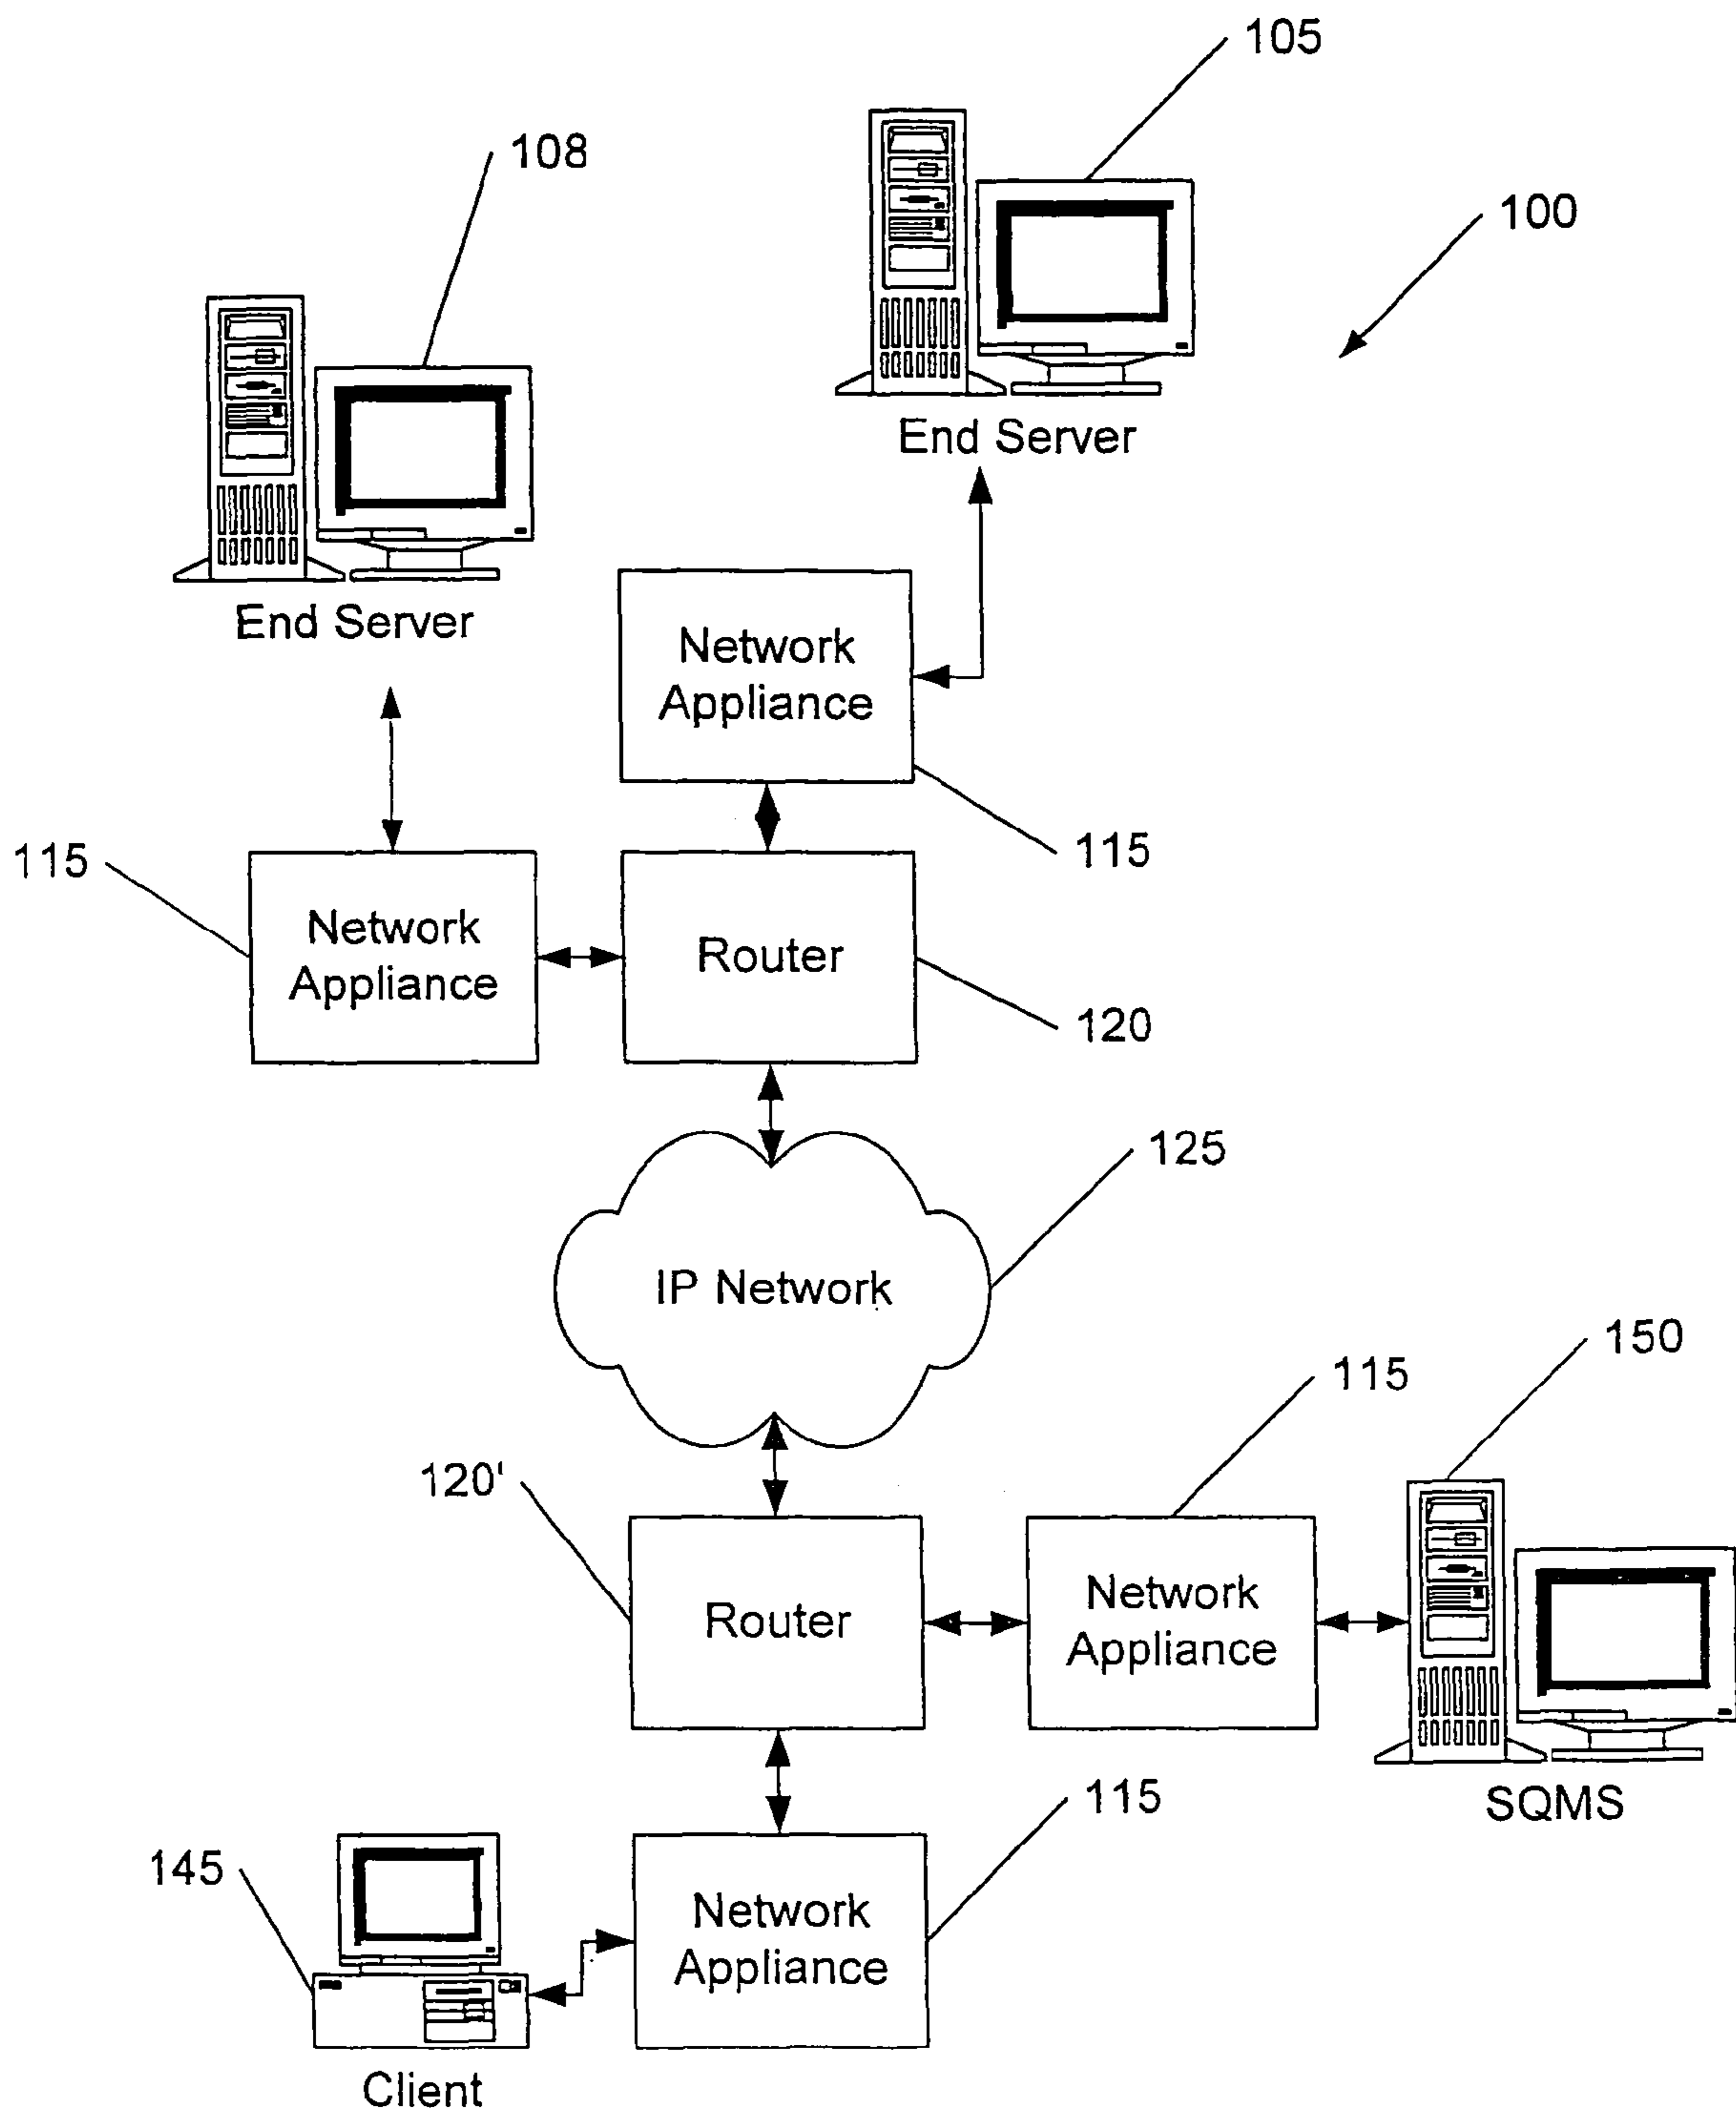 105
108
100
End Server
End Server
Network
Appliance
115
115
Network
Appliance
Router
120
125
IP Network
150
115
120'
Router
Network
Appliance
SQMS
115
145
Network
Appliance
Client